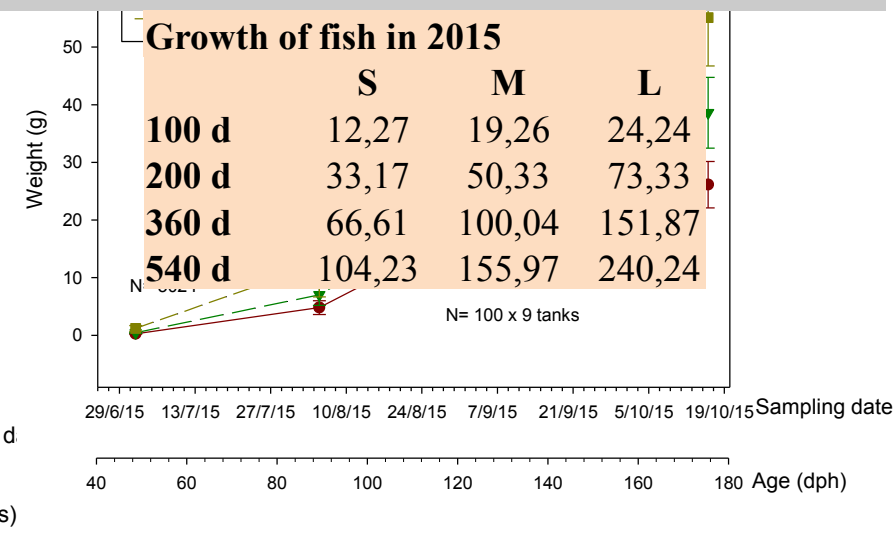 Growth of fish in 2015
S M L
100 d 12,27 19,26 24,24
200 d 33,17 50,33 73,33
360 d 66,61 100,04 151,87
540 d 104,23 155,97 240,24
Weight (g)
50
40
30
20
10
0
N=
N= 100 x 9 tanks
29/6/15 13/7/15 27/7/15 10/8/15 24/8/15 7/9/15 21/9/15 5/10/15 19/10/15 Sampling date
40 60 80 100 120 140 160 180 Age (dph)
s)